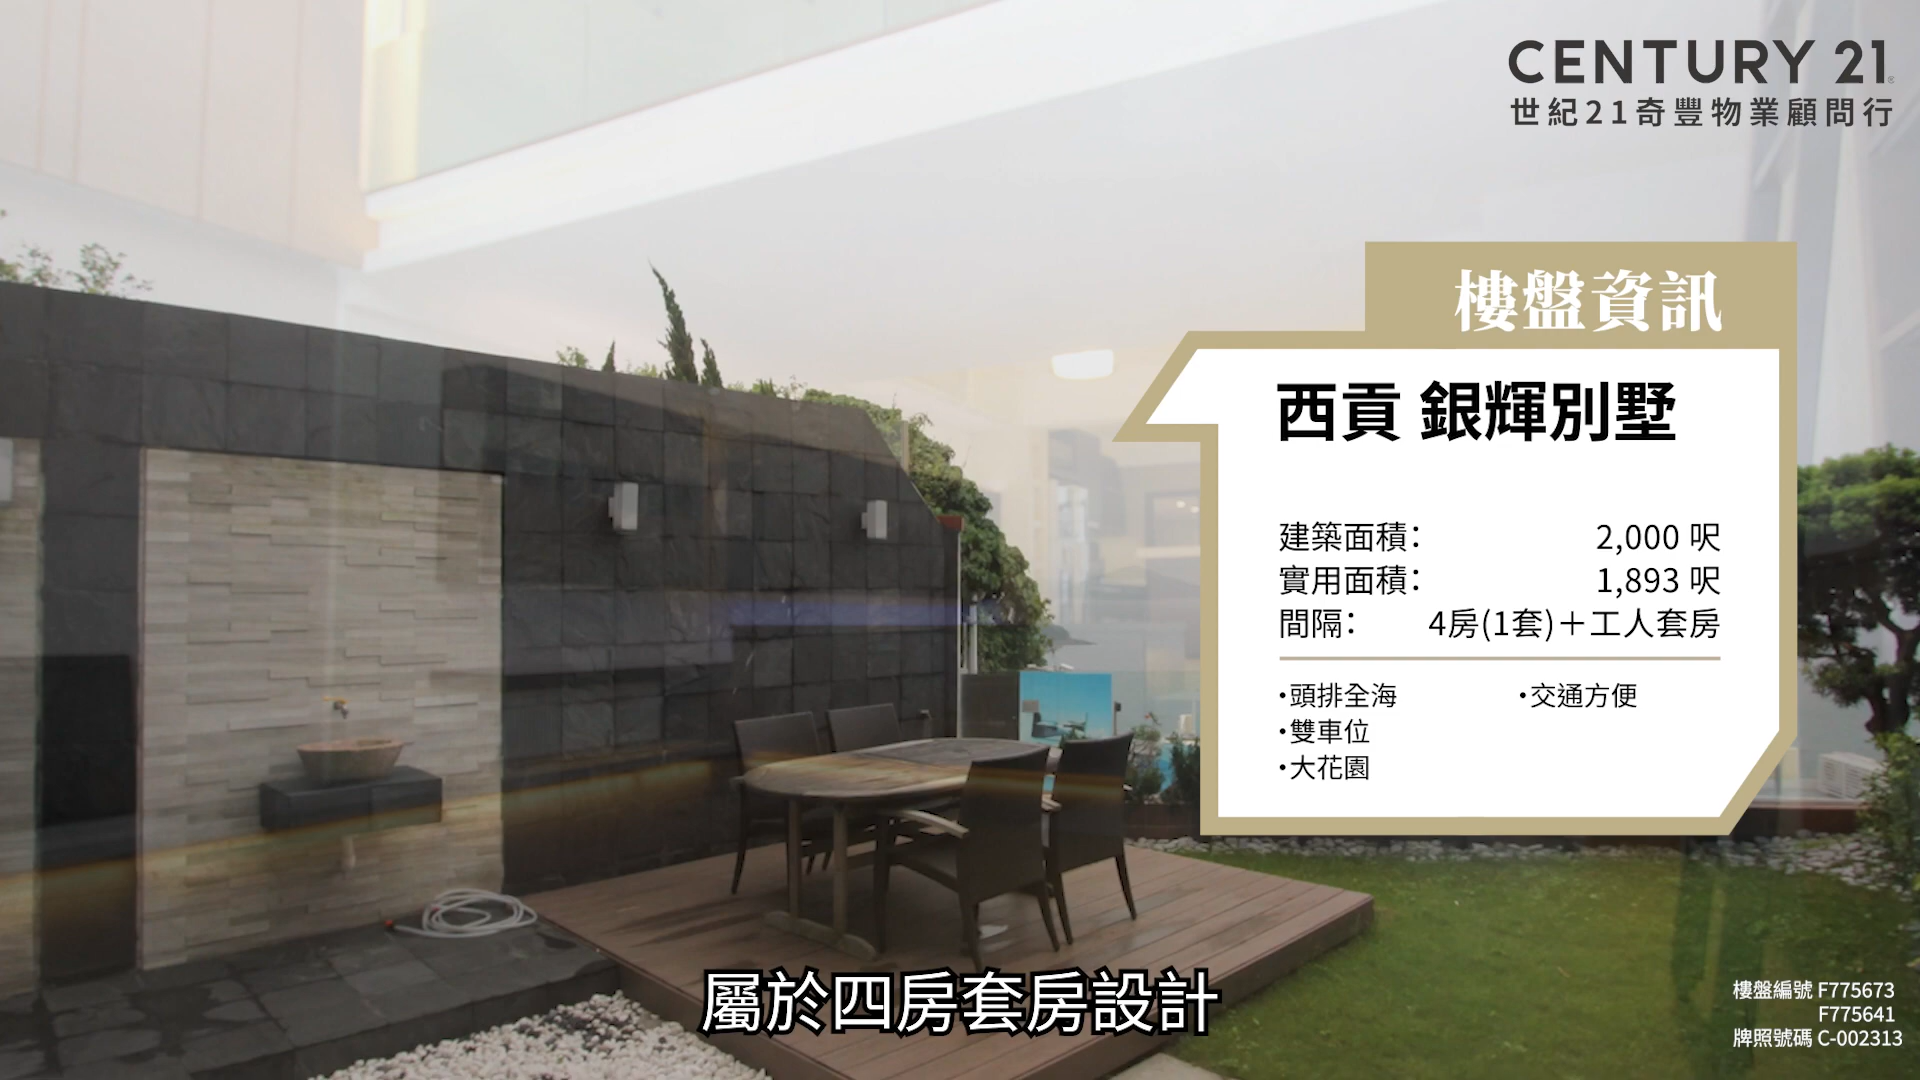 CENTURY 21
世紀21奇豐物業顧問行
樓盤資訊
西貢 銀輝別墅
建築面積： 2,000 呎
實用面積： 1,893 呎
間隔： 4房(1套)＋工人套房
•頭排全海 •交通方便
•雙車位
•大花園
屬於四房套房設計
樓盤編號 F775673
F775641
牌照號碼 C-002313